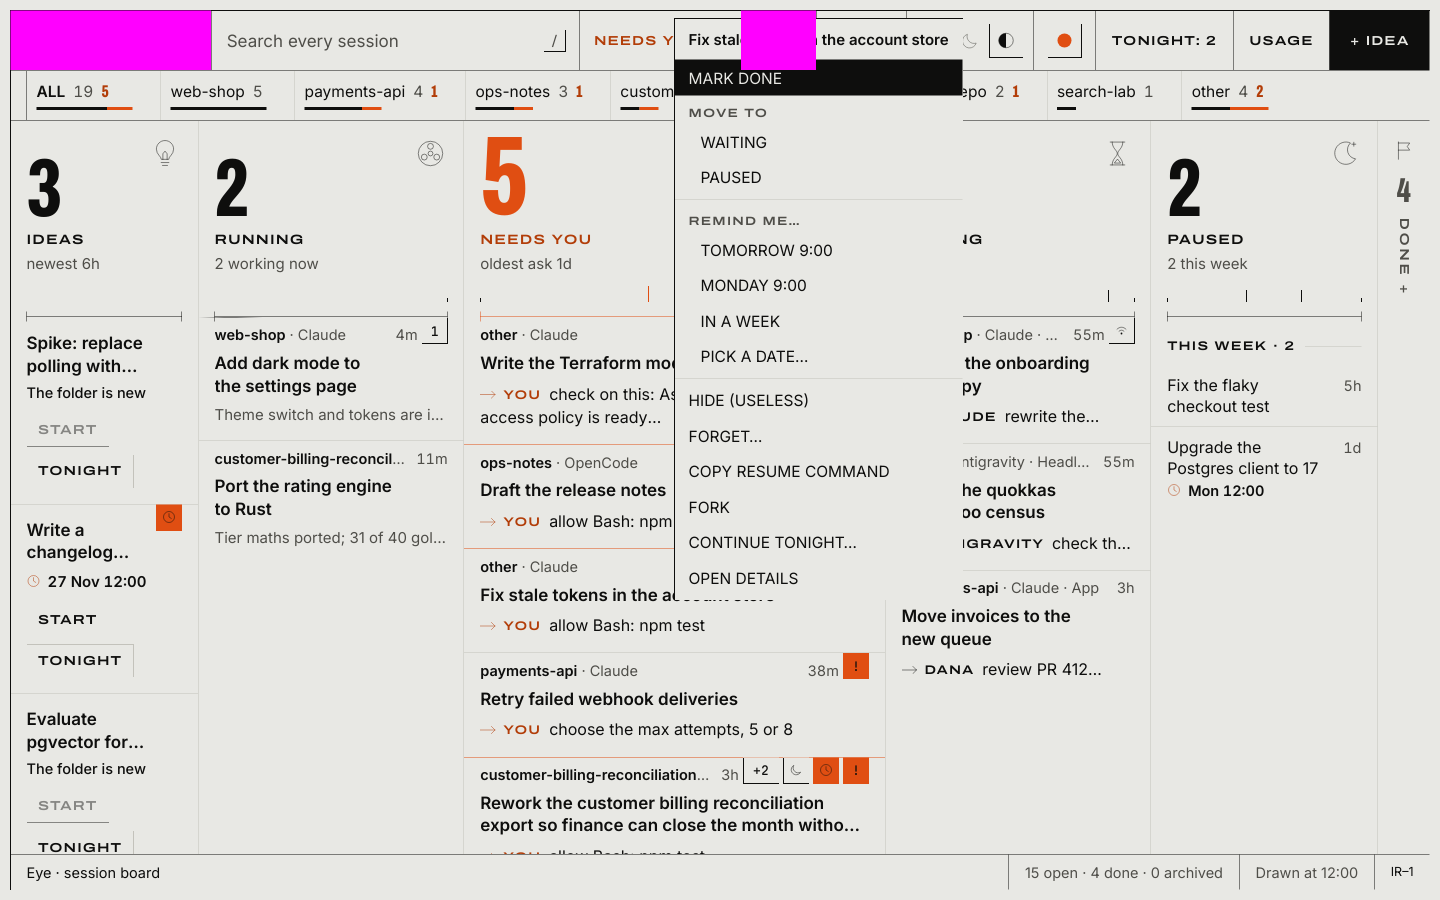 Search every session
/
NEEDS Y
TONIGHT: 2
USAGE
+ IDEA
ALL 19 5
web-shop 5
payments-api 4 1
ops-notes 3 1
custom
epo 2 1
search-lab 1
other 4 2
Fix stale the account store
MARK DONE
MOVE TO
WAITING
PAUSED
REMIND ME…
TOMORROW 9:00
MONDAY 9:00
IN A WEEK
PICK A DATE…
HIDE (USELESS)
FORGET…
COPY RESUME COMMAND
FORK
CONTINUE TONIGHT…
OPEN DETAILS
3
IDEAS
newest 6h
Spike: replace
polling with…
The folder is new
START
TONIGHT
Write a
changelog…
27 Nov 12:00
START
TONIGHT
Evaluate
pgvector for…
The folder is new
START
TONIGHT
2
RUNNING
2 working now
web-shop · Claude 4m 1
Add dark mode to
the settings page
Theme switch and tokens are i…
customer-billing-reconcil… 11m
Port the rating engine
to Rust
Tier maths ported; 31 of 40 gol…
5
NEEDS YOU
oldest ask 1d
other · Claude
Write the Terraform mo
→ YOU check on this: As
access policy is ready…
ops-notes · OpenCode
Draft the release notes
→ YOU allow Bash: npm
other · Claude
Fix stale tokens in the account store
→ YOU allow Bash: npm test
payments-api · Claude 38m !
Retry failed webhook deliveries
→ YOU choose the max attempts, 5 or 8
customer-billing-reconciliation… 3h +2 !
Rework the customer billing reconciliation
export so finance can close the month witho…
→ YOU allow Bash: npm test
NG
p · Claude · … 55m
the onboarding
py
UDE rewrite the…
ntigravity · Headl… 55m
he quokkas
oo census
IGRAVITY check th…
s-api · Claude · App 3h
Move invoices to the
new queue
→ DANA review PR 412…
2
PAUSED
2 this week
THIS WEEK · 2
Fix the flaky 5h
checkout test
Upgrade the 1d
Postgres client to 17
Mon 12:00
4 DONE +
Eye · session board
15 open · 4 done · 0 archived
Drawn at 12:00
IR–1